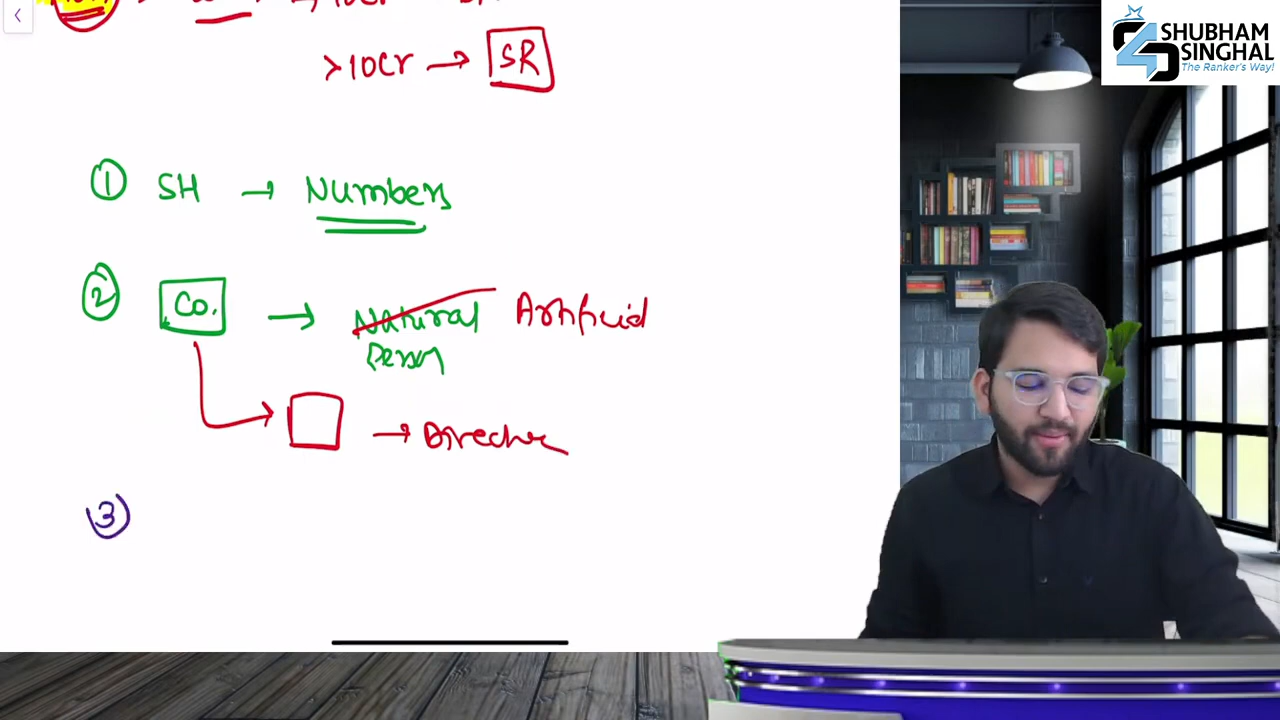 >10Cr → SR
SHUBHAM
SINGHAL
The Ranker's Way!
① SH → Numbers
② Co. → Natural Artificial
Person
→ Director
③